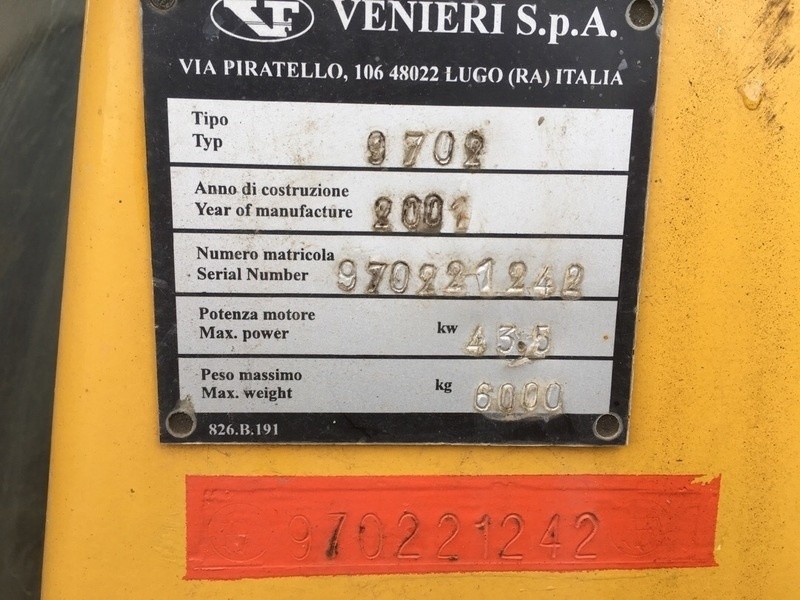 VF VENIERI S.p.A.
VIA PIRATELLO, 106 48022 LUGO (RA) ITALIA
Tipo
Typ 9702
Anno di costruzione
Year of manufacture 2001
Numero matricola
Serial Number 970221242
Potenza motore
Max. power kw 43.5
Peso massimo
Max. weight kg 6000
826.B.191
970221242